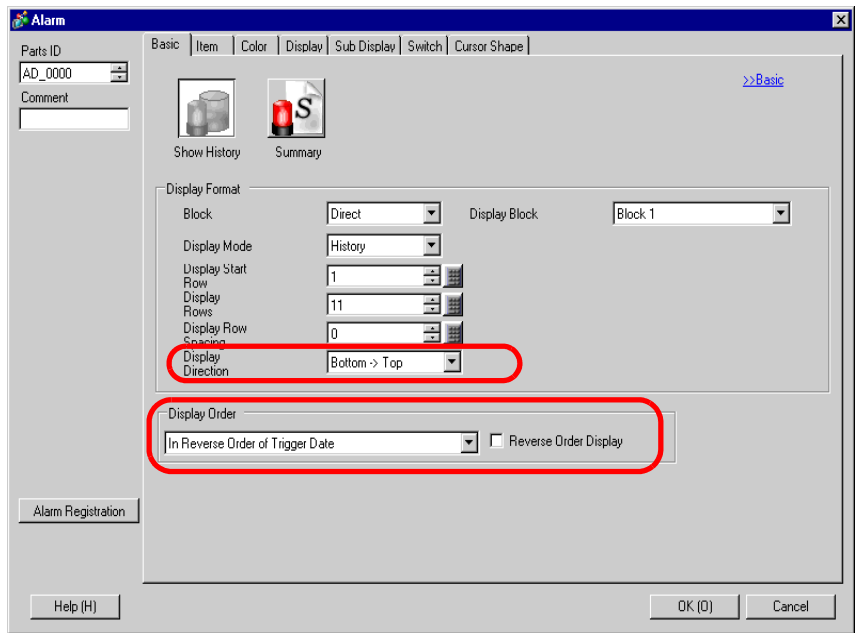 Alarm
Parts ID
AD_0000
Comment
Alarm Registration
Basic Item Color Display Sub Display Switch Cursor Shape
>>Basic
Show History Summary
Display Format
Block Direct Display Block Block 1
Display Mode History
Display Start
Row 1
Display
Rows 11
Display Row
Spacing 0
Display
Direction Bottom -> Top
Display Order
In Reverse Order of Trigger Date Reverse Order Display
Help (H) OK (O) Cancel